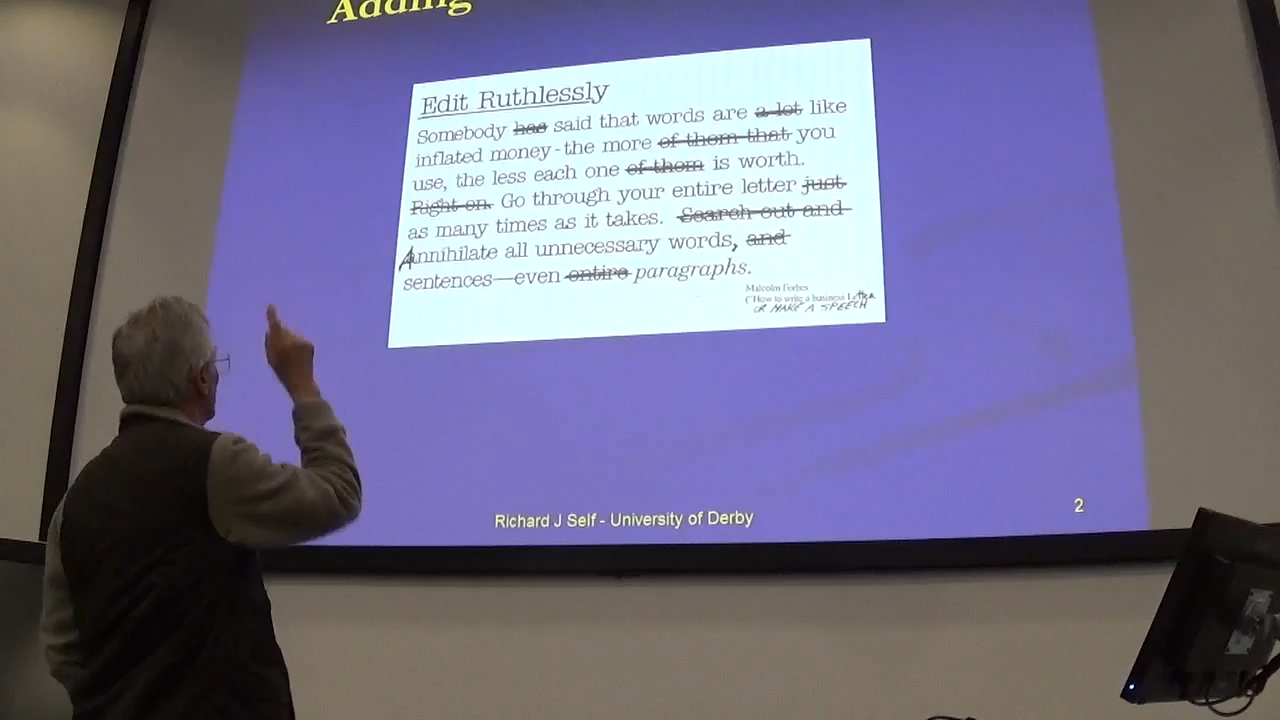 Adding
Edit Ruthlessly
Somebody has said that words are a lot like
inflated money - the more of them that you
use, the less each one of them is worth.
Right on. Go through your entire letter just
as many times as it takes. Search out and
Annihilate all unnecessary words, and
sentences—even entire paragraphs.
Malcolm Forbes
("How to write a business Letter
OR MAKE A SPEECH
Richard J Self - University of Derby
2